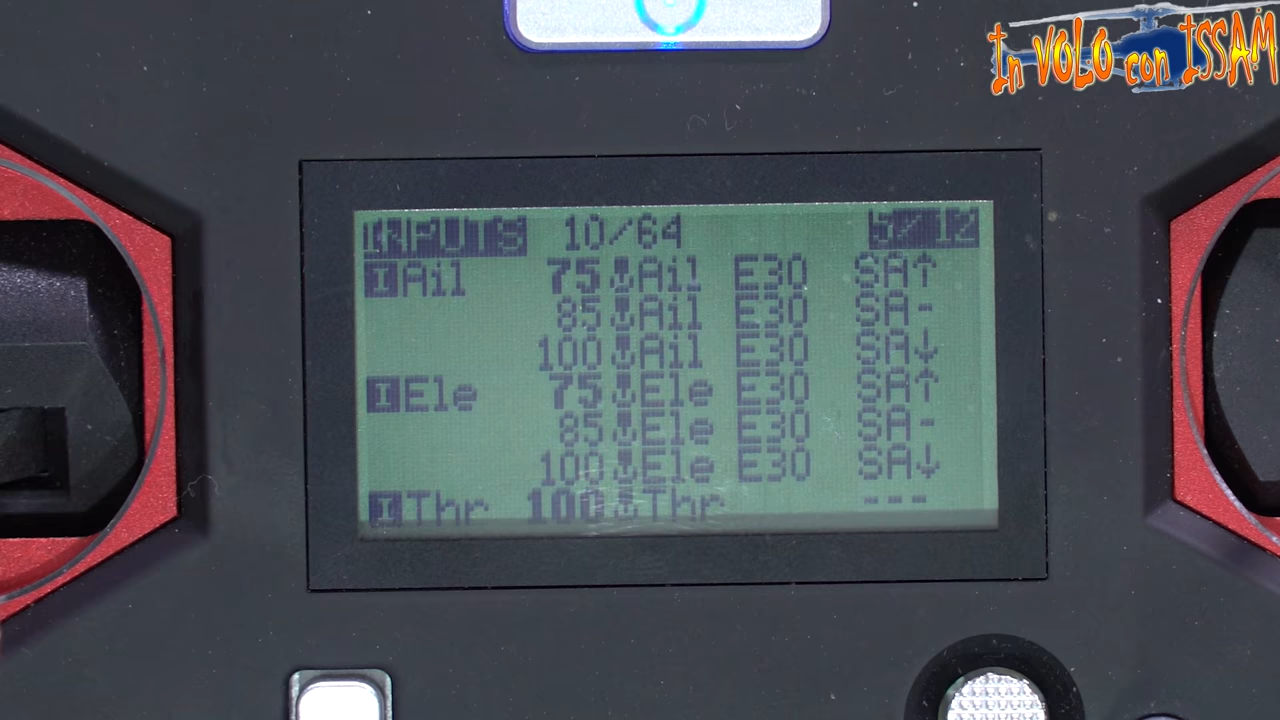 In VOLO con ISSAM
INPUTS 10/64 5/12
I Ail 75 Ail E30 SA↑
85 Ail E30 SA-
100 Ail E30 SA↓
I Ele 75 Ele E30 SA↑
85 Ele E30 SA-
100 Ele E30 SA↓
I Thr 100 Thr ---